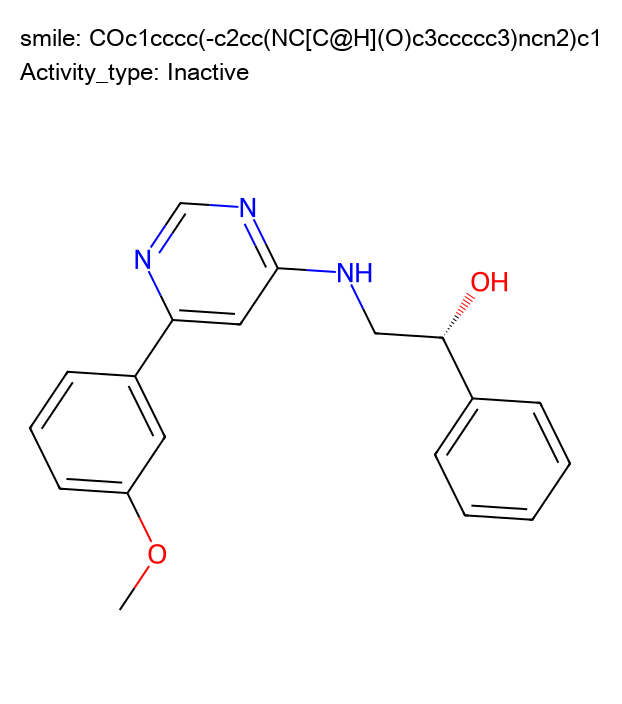 smile: COc1cccc(-c2cc(NC[C@H](O)c3ccccc3)ncn2)c1
Activity_type: Inactive
N
N
NH
OH
O